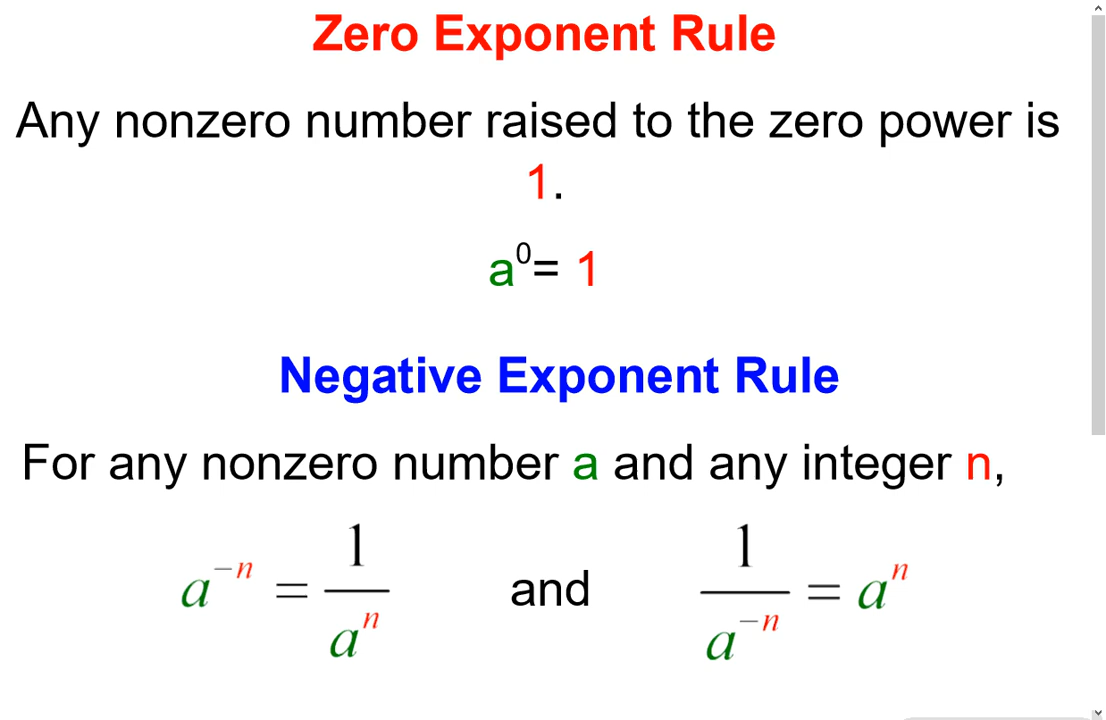 Zero Exponent Rule
Any nonzero number raised to the zero power is
1.
a⁰= 1
Negative Exponent Rule
For any nonzero number a and any integer n,
a⁻ⁿ = 1/aⁿ and 1/a⁻ⁿ = aⁿ